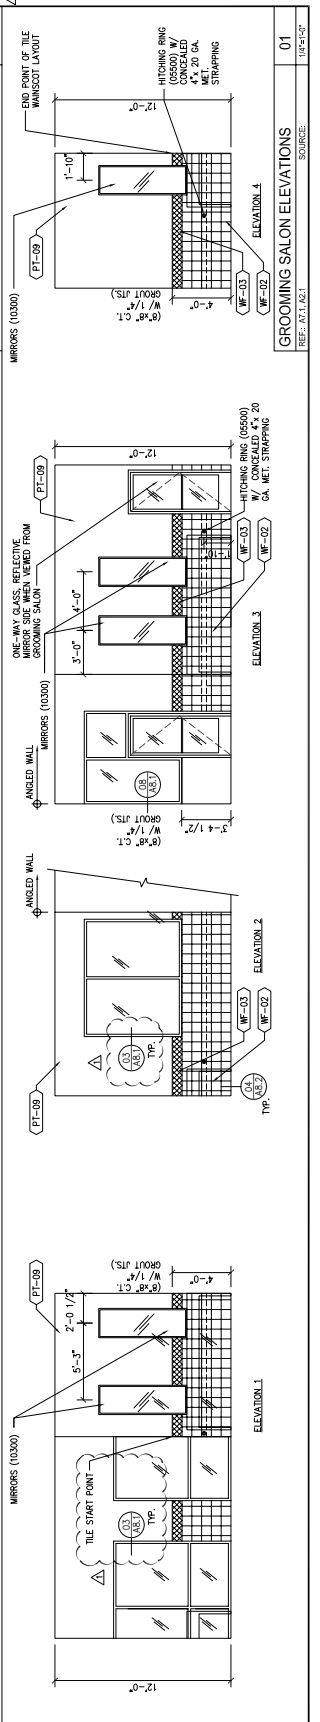 MIRRORS (10300)
PT-09
5'-3"
2'-0 1/2"
TILE START POINT
1
03
A8.1
TYP.
12'-0"
(8"x8" C.T.
W/ 1/4"
GROUT JTS.)
4'-0"
ELEVATION 1
PT-09
ANGLED WALL
1
03
A8.1
TYP.
WF-03
WF-02
04
A8.2
TYP.
ELEVATION 2
ANGLED WALL
MIRRORS (10300)
ONE-WAY GLASS, REFLECTIVE
MIRROR SIDE WHEN VIEWED FROM
GROOMING SALON
PT-09
3'-0"
4'-0"
08
A8.1
(8"x8" C.T.
W/ 1/4"
GROUT JTS.)
3'-4 1/2"
12'-0"
1'-10"
HITCHING RING (05500)
W/ CONCEALED 4"x 20
GA. MET. STRAPPING
WF-03
WF-02
ELEVATION 3
MIRRORS (10300)
PT-09
1'-10"
END POINT OF TILE
WAINSCOT LAYOUT
12'-0"
HITCHING RING
(05500) W/
CONCEALED
4"x 20 GA.
MET.
STRAPPING
(8"x8" C.T.
W/ 1/4"
GROUT JTS.)
4'-0"
WF-03
WF-02
ELEVATION 4
GROOMING SALON ELEVATIONS
01
REF.: A7.1, A2.1
SOURCE:
1/4"=1'-0"